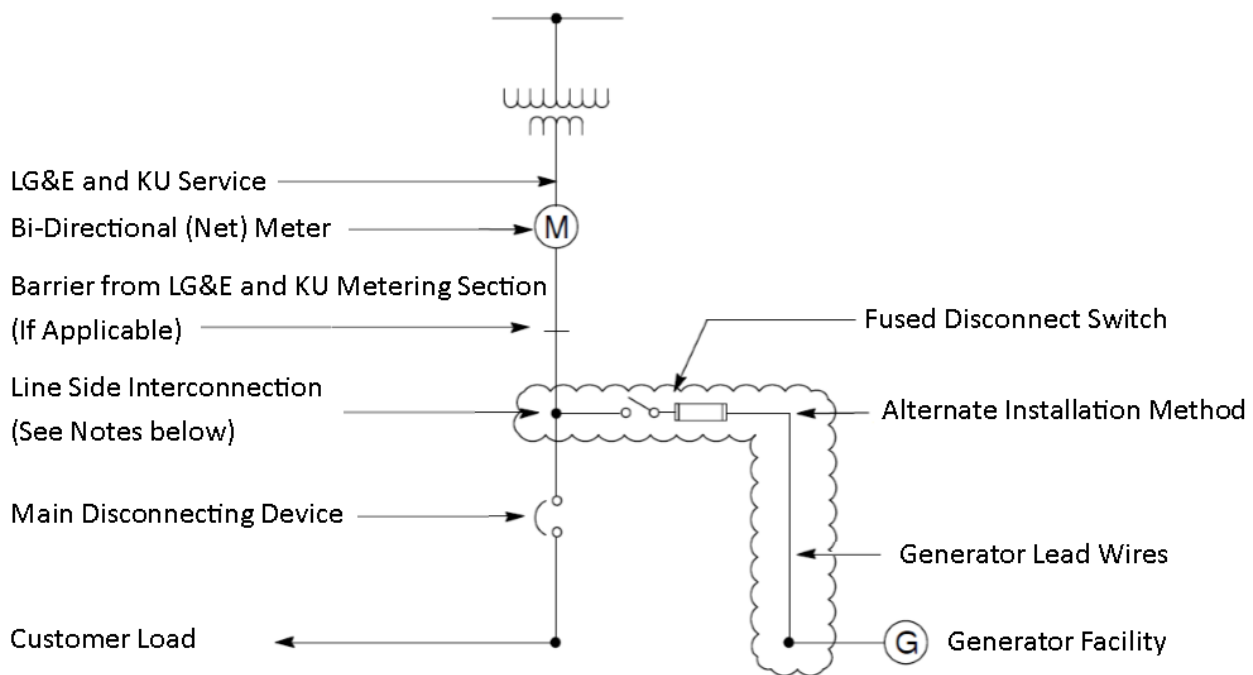 LG&E and KU Service
Bi-Directional (Net) Meter
M
Barrier from LG&E and KU Metering Section
(If Applicable)
Fused Disconnect Switch
Line Side Interconnection
(See Notes below)
Alternate Installation Method
Main Disconnecting Device
Generator Lead Wires
Customer Load
G
Generator Facility